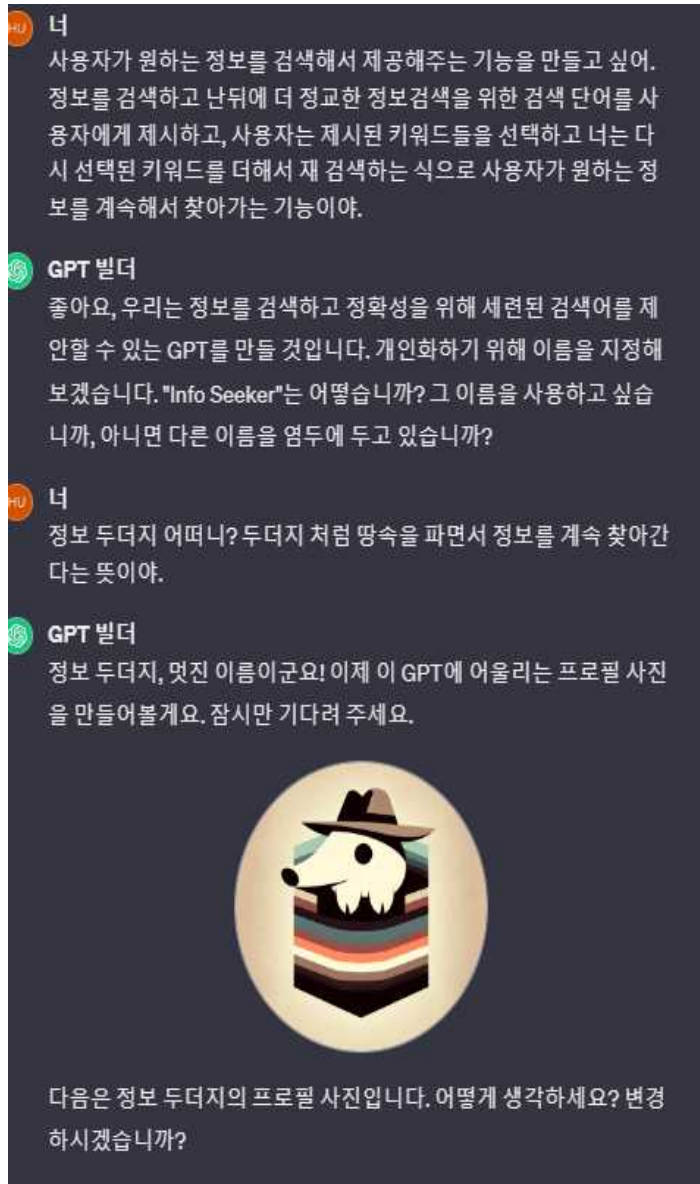 HU
너
사용자가 원하는 정보를 검색해서 제공해주는 기능을 만들고 싶어.
정보를 검색하고 난뒤에 더 정교한 정보검색을 위한 검색 단어를 사
용자에게 제시하고, 사용자는 제시된 키워드들을 선택하고 너는 다
시 선택된 키워드를 더해서 재 검색하는 식으로 사용자가 원하는 정
보를 계속해서 찾아가는 기능이야.
GPT 빌더
좋아요, 우리는 정보를 검색하고 정확성을 위해 세련된 검색어를 제
안할 수 있는 GPT를 만들 것입니다. 개인화하기 위해 이름을 지정해
보겠습니다. "Info Seeker"는 어떻습니까? 그 이름을 사용하고 싶습
니까, 아니면 다른 이름을 염두에 두고 있습니까?
HU
너
정보 두더지 어떠니? 두더지 처럼 땅속을 파면서 정보를 계속 찾아간
다는 뜻이야.
GPT 빌더
정보 두더지, 멋진 이름이군요! 이제 이 GPT에 어울리는 프로필 사진
을 만들어볼게요. 잠시만 기다려 주세요.
다음은 정보 두더지의 프로필 사진입니다. 어떻게 생각하세요? 변경
하시겠습니까?